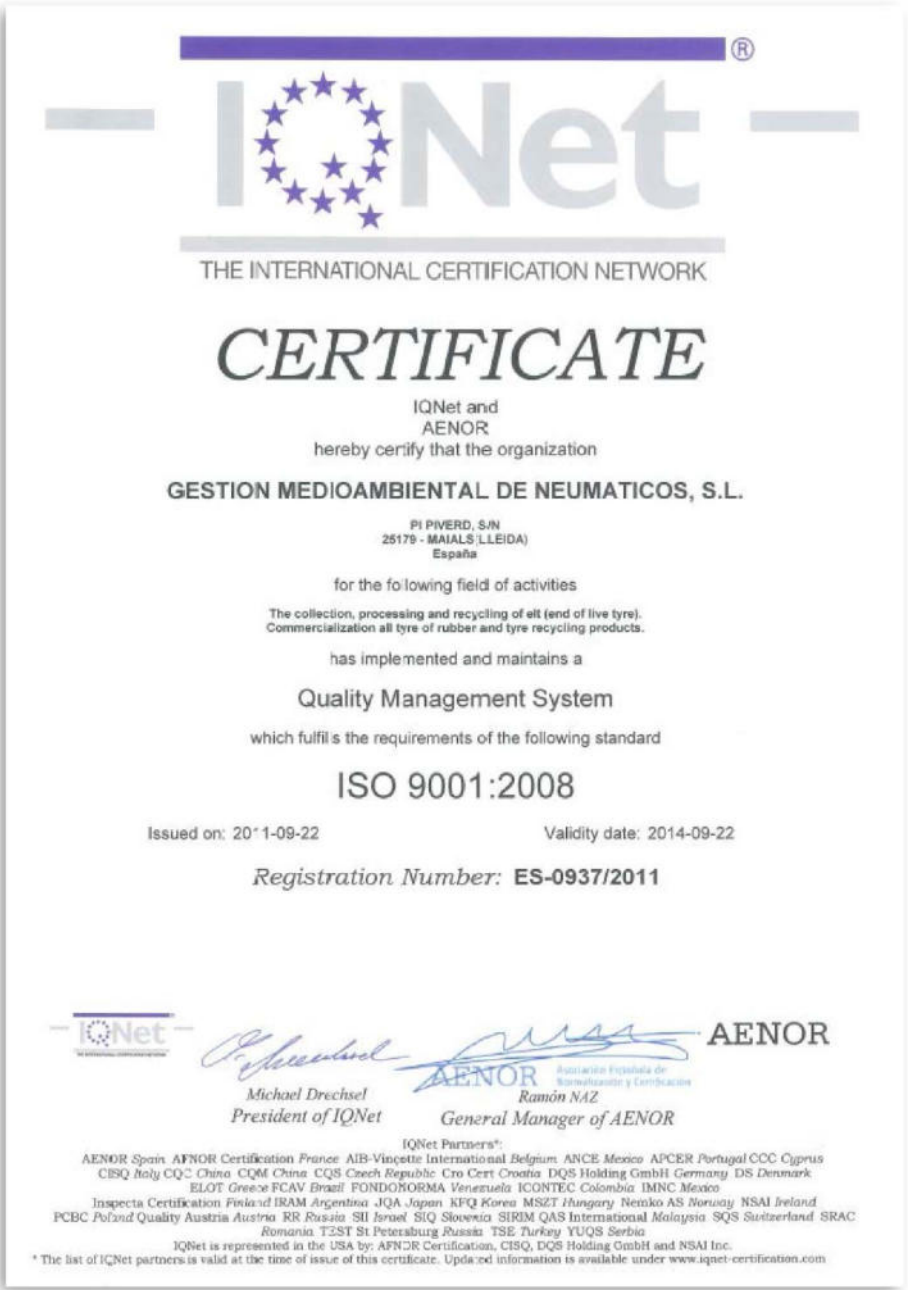 IQNet ®
THE INTERNATIONAL CERTIFICATION NETWORK
CERTIFICATE
IQNet and
AENOR
hereby certify that the organization
GESTION MEDIOAMBIENTAL DE NEUMATICOS, S.L.
PI PIVERD, S/N
25179 - MAIALS (LLEIDA)
España
for the following field of activities
The collection, processing and recycling of elt (end of live tyre).
Commercialization all tyre of rubber and tyre recycling products.
has implemented and maintains a
Quality Management System
which fulfills the requirements of the following standard
ISO 9001:2008
Issued on: 2011-09-22 Validity date: 2014-09-22
Registration Number: ES-0937/2011
IQNet
THE INTERNATIONAL CERTIFICATION NETWORK
AENOR
AENOR Asociación Española de
Normalización y Certificación
Michael Drechsel Ramón NAZ
President of IQNet General Manager of AENOR
IQNet Partners*:
AENOR Spain AFNOR Certification France AIB-Vinçotte International Belgium ANCE Mexico APCER Portugal CCC Cyprus
CISQ Italy CQC China CQM China CQS Czech Republic Cro Cert Croatia DQS Holding GmbH Germany DS Denmark
ELOT Greece FCAV Brazil FONDONORMA Venezuela ICONTEC Colombia IMNC Mexico
Inspecta Certification Finland IRAM Argentina JQA Japan KFQ Korea MSZT Hungary Nemko AS Norway NSAI Ireland
PCBC Poland Quality Austria Austria RR Russia SII Israel SIQ Slovenia SIRIM QAS International Malaysia SQS Switzerland SRAC
Romania TEST St Petersburg Russia TSE Turkey YUQS Serbia
IQNet is represented in the USA by: AFNOR Certification, CISQ, DQS Holding GmbH and NSAI Inc.
* The list of IQNet partners is valid at the time of issue of this certificate. Updated information is available under www.iqnet-certification.com